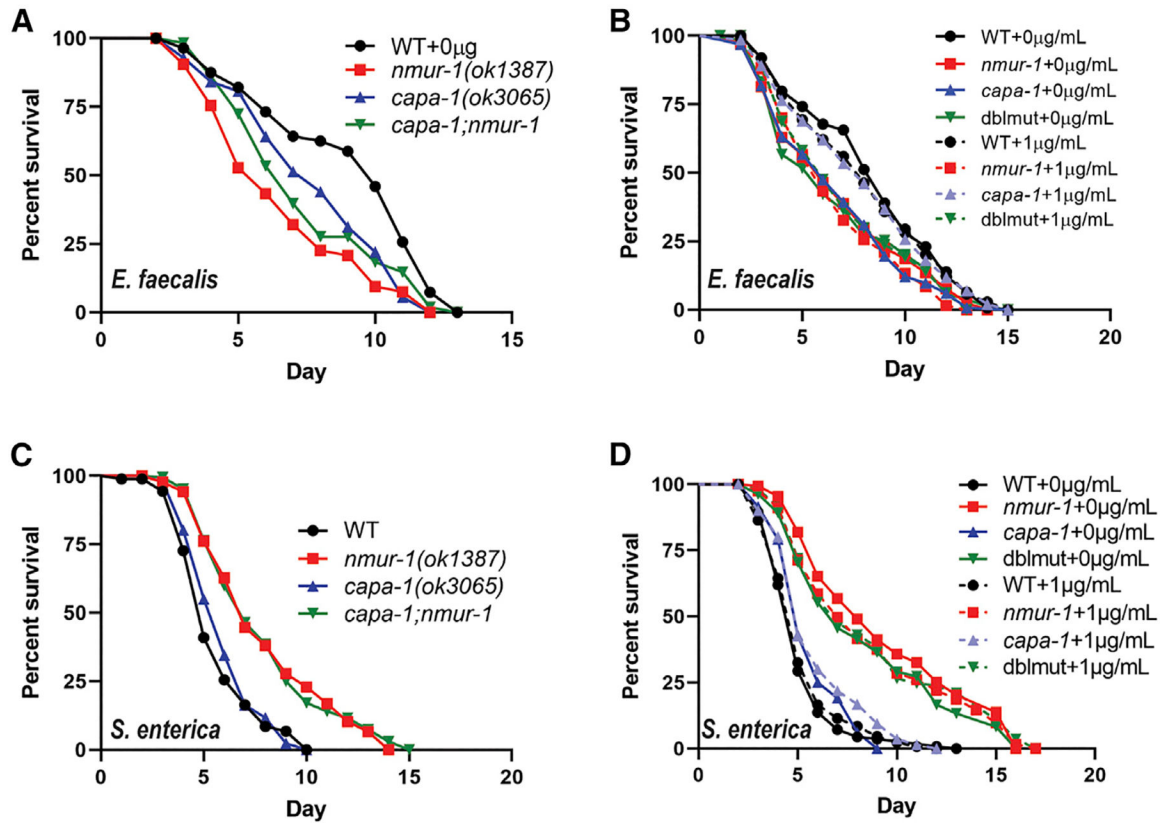 A
Percent survival
100
75
50
25
0
0
5
10
15
Day
E. faecalis
WT+0µg
nmur-1(ok1387)
capa-1(ok3065)
capa-1;nmur-1
B
Percent survival
100
75
50
25
0
0
5
10
15
20
Day
E. faecalis
WT+0µg/mL
nmur-1+0µg/mL
capa-1+0µg/mL
dblmut+0µg/mL
WT+1µg/mL
nmur-1+1µg/mL
capa-1+1µg/mL
dblmut+1µg/mL
C
Percent survival
100
75
50
25
0
0
5
10
15
20
Day
S. enterica
WT
nmur-1(ok1387)
capa-1(ok3065)
capa-1;nmur-1
D
Percent survival
100
75
50
25
0
0
5
10
15
20
Day
S. enterica
WT+0µg/mL
nmur-1+0µg/mL
capa-1+0µg/mL
dblmut+0µg/mL
WT+1µg/mL
nmur-1+1µg/mL
capa-1+1µg/mL
dblmut+1µg/mL